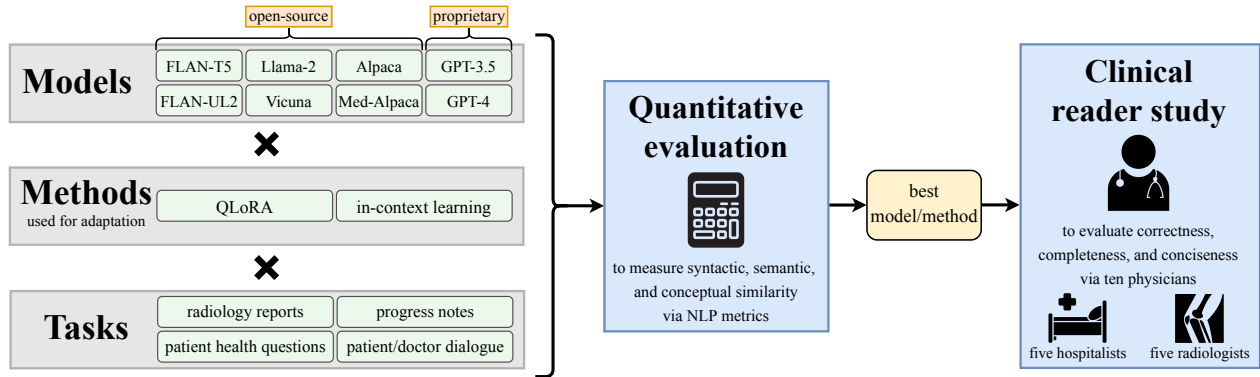 open-source
proprietary
Models
FLAN-T5
Llama-2
Alpaca
GPT-3.5
FLAN-UL2
Vicuna
Med-Alpaca
GPT-4
Methods
used for adaptation
QLoRA
in-context learning
Tasks
radiology reports
progress notes
patient health questions
patient/doctor dialogue
Quantitative
evaluation
to measure syntactic, semantic,
and conceptual similarity
via NLP metrics
best
model/method
Clinical
reader study
to evaluate correctness,
completeness, and conciseness
via ten physicians
five hospitalists
five radiologists